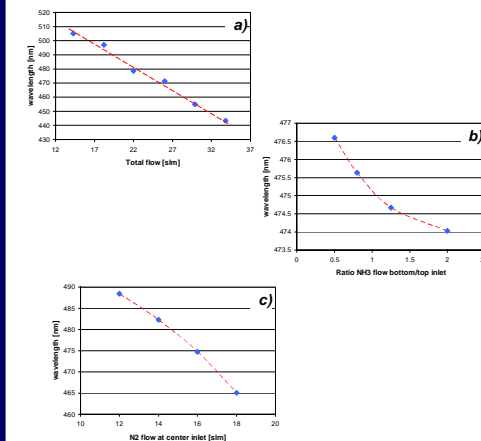 a)
wavelength [nm]
520
510
500
490
480
470
460
450
440
430
12 17 22 27 32 37
Total flow [slm]
b)
wavelength [nm]
477
476.5
476
475.5
475
474.5
474
473.5
0 0.5 1 1.5 2
Ratio NH3 flow bottom/top inlet
c)
wavelength [nm]
490
485
480
475
470
465
460
10 12 14 16 18 20
N2 flow at center inlet [slm]